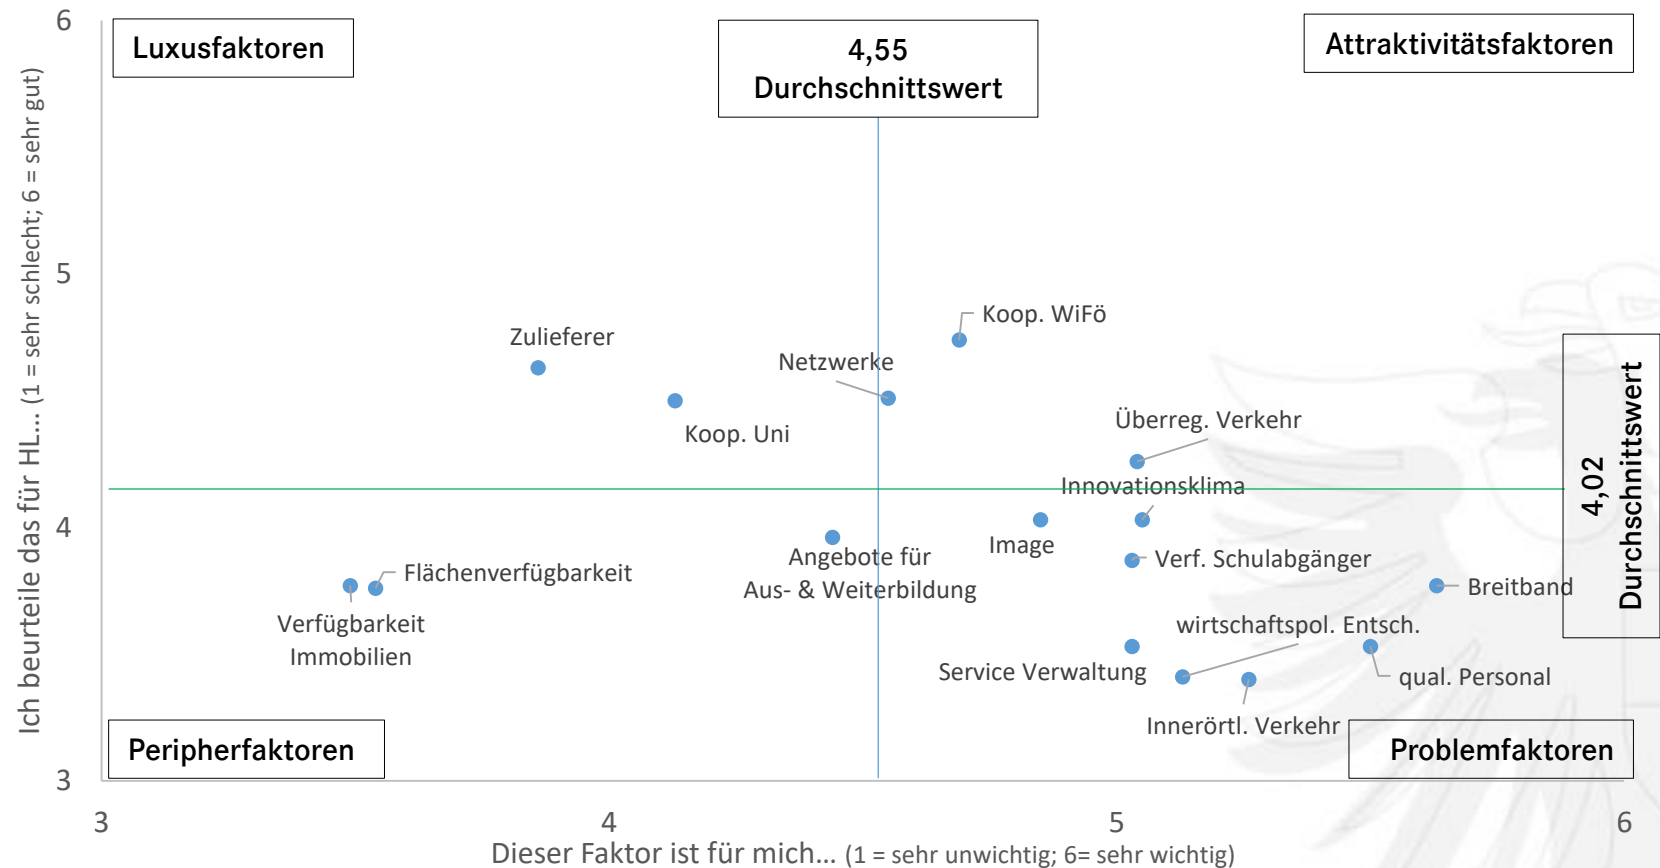 6
Luxusfaktoren
4,55
Durchschnittswert
Attraktivitätsfaktoren
Ich beurteile das für HL... (1 = sehr schlecht; 6 = sehr gut)
5
Koop. WiFö
Zulieferer
Netzwerke
Überreg. Verkehr
Koop. Uni
4,02
Durchschnittswert
Innovationsklima
4
Image
Angebote für
Aus- & Weiterbildung
Verf. Schulabgänger
Flächenverfügbarkeit
Breitband
Verfügbarkeit
Immobilien
wirtschaftspol. Entsch.
Service Verwaltung
qual. Personal
Innerörtl. Verkehr
Peripherfaktoren
Problemfaktoren
3
3
4
5
6
Dieser Faktor ist für mich... (1 = sehr unwichtig; 6= sehr wichtig)